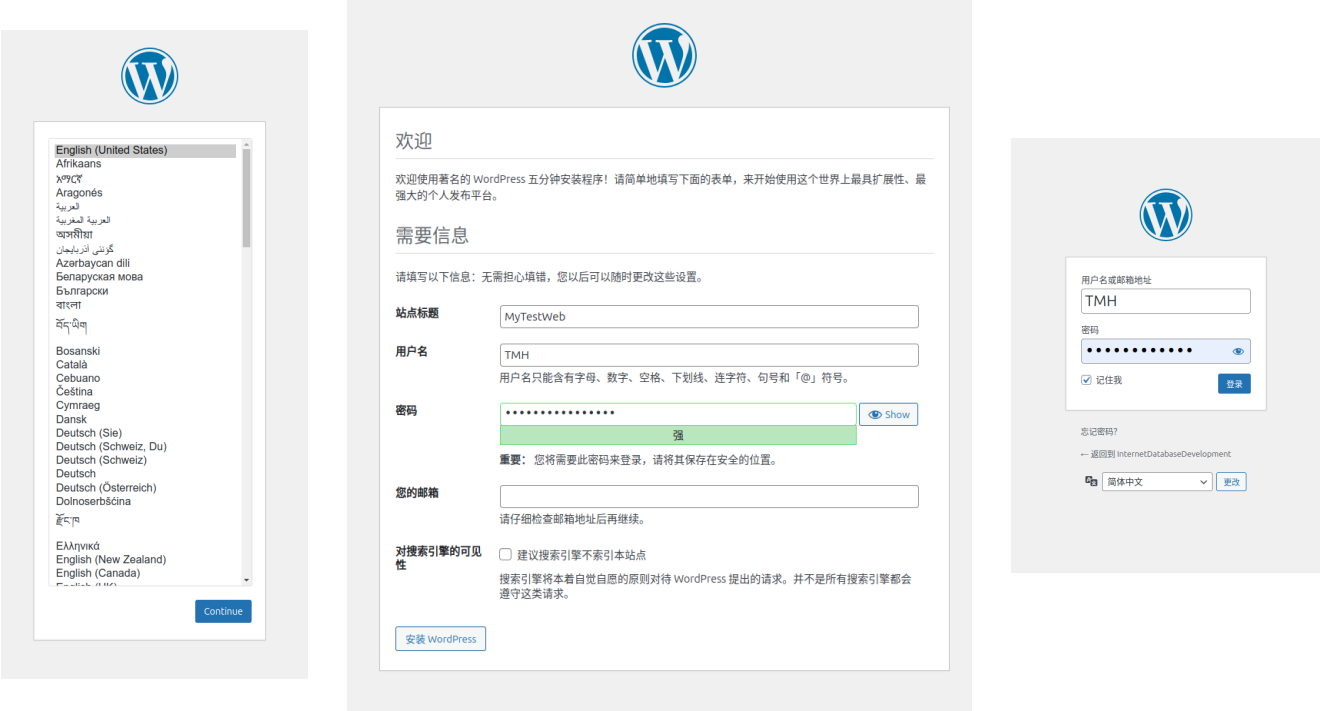 English (United States)
Afrikaans
አማርኛ
Aragonés
العربية
العربية المغربية
অসমীয়া
گؤنئی آذربایجان
Azərbaycan dili
Беларуская мова
Български
বাংলা
བོད་ཡིག
Bosanski
Català
Cebuano
Čeština
Cymraeg
Dansk
Deutsch (Sie)
Deutsch (Schweiz, Du)
Deutsch (Schweiz)
Deutsch
Deutsch (Österreich)
Dolnoserbšćina
རྫོང་ཁ
Ελληνικά
English (New Zealand)
English (Canada)
English (UK)
Continue
欢迎
欢迎使用著名的 WordPress 五分钟安装程序！请简单地填写下面的表单，来开始使用这个世界上最具扩展性、最
强大的个人发布平台。
需要信息
请填写以下信息：无需担心填错，您以后可以随时更改这些设置。
站点标题
MyTestWeb
用户名
TMH
用户名只能含有字母、数字、空格、下划线、连字符、句号和「@」符号。
密码
••••••••••••••••
Show
强
重要： 您将需要此密码来登录，请将其保存在安全的位置。
您的邮箱
请仔细检查邮箱地址后再继续。
对搜索引擎的可见
性
建议搜索引擎不索引本站点
搜索引擎将本着自觉自愿的原则对待 WordPress 提出的请求。并不是所有搜索引擎都会
遵守这类请求。
安装 WordPress
用户名或邮箱地址
TMH
密码
••••••••••••
记住我
登录
忘记密码？
← 返回到 InternetDatabaseDevelopment
简体中文
更改